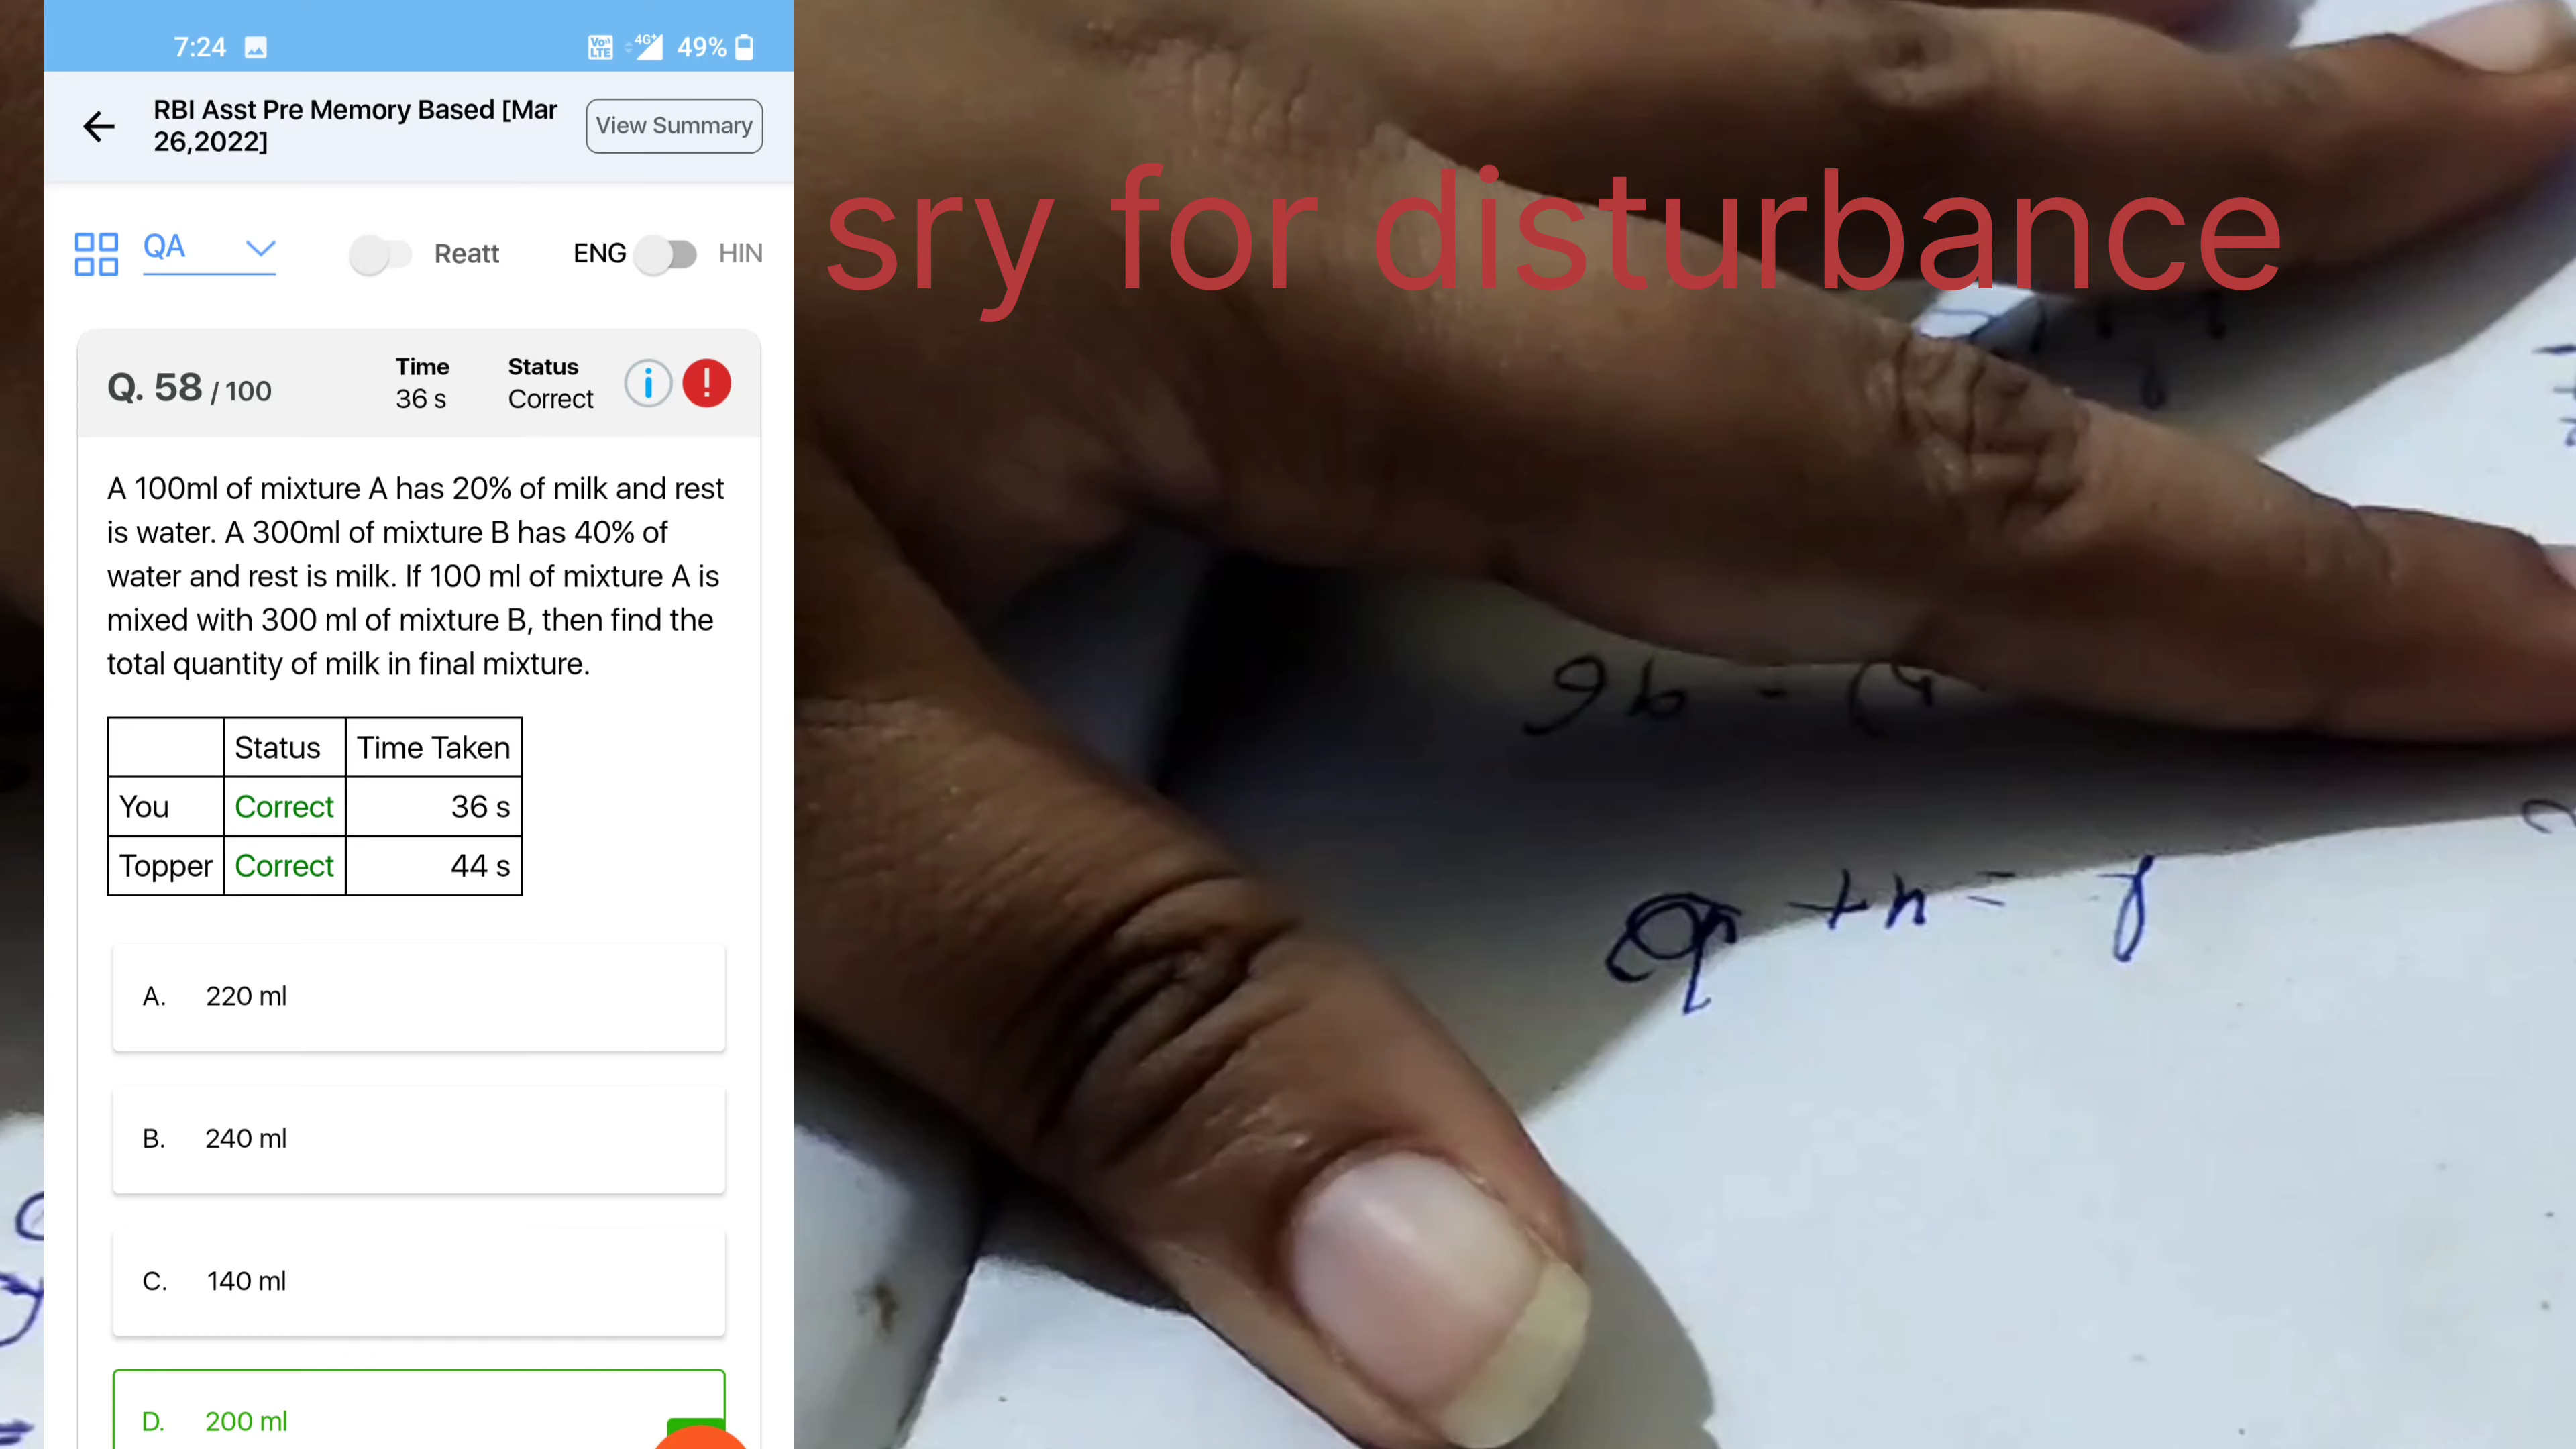 7:24 Vo) LTE 4G+ 49%
RBI Asst Pre Memory Based [Mar 26,2022]
View Summary
QA
Reatt
ENG HIN
sry for disturbance
Q. 58 / 100
Time
36 s
Status
Correct
A 100ml of mixture A has 20% of milk and rest
is water. A 300ml of mixture B has 40% of
water and rest is milk. If 100 ml of mixture A is
mixed with 300 ml of mixture B, then find the
total quantity of milk in final mixture.
Status Time Taken
You Correct 36 s
Topper Correct 44 s
A. 220 ml
B. 240 ml
C. 140 ml
D. 200 ml